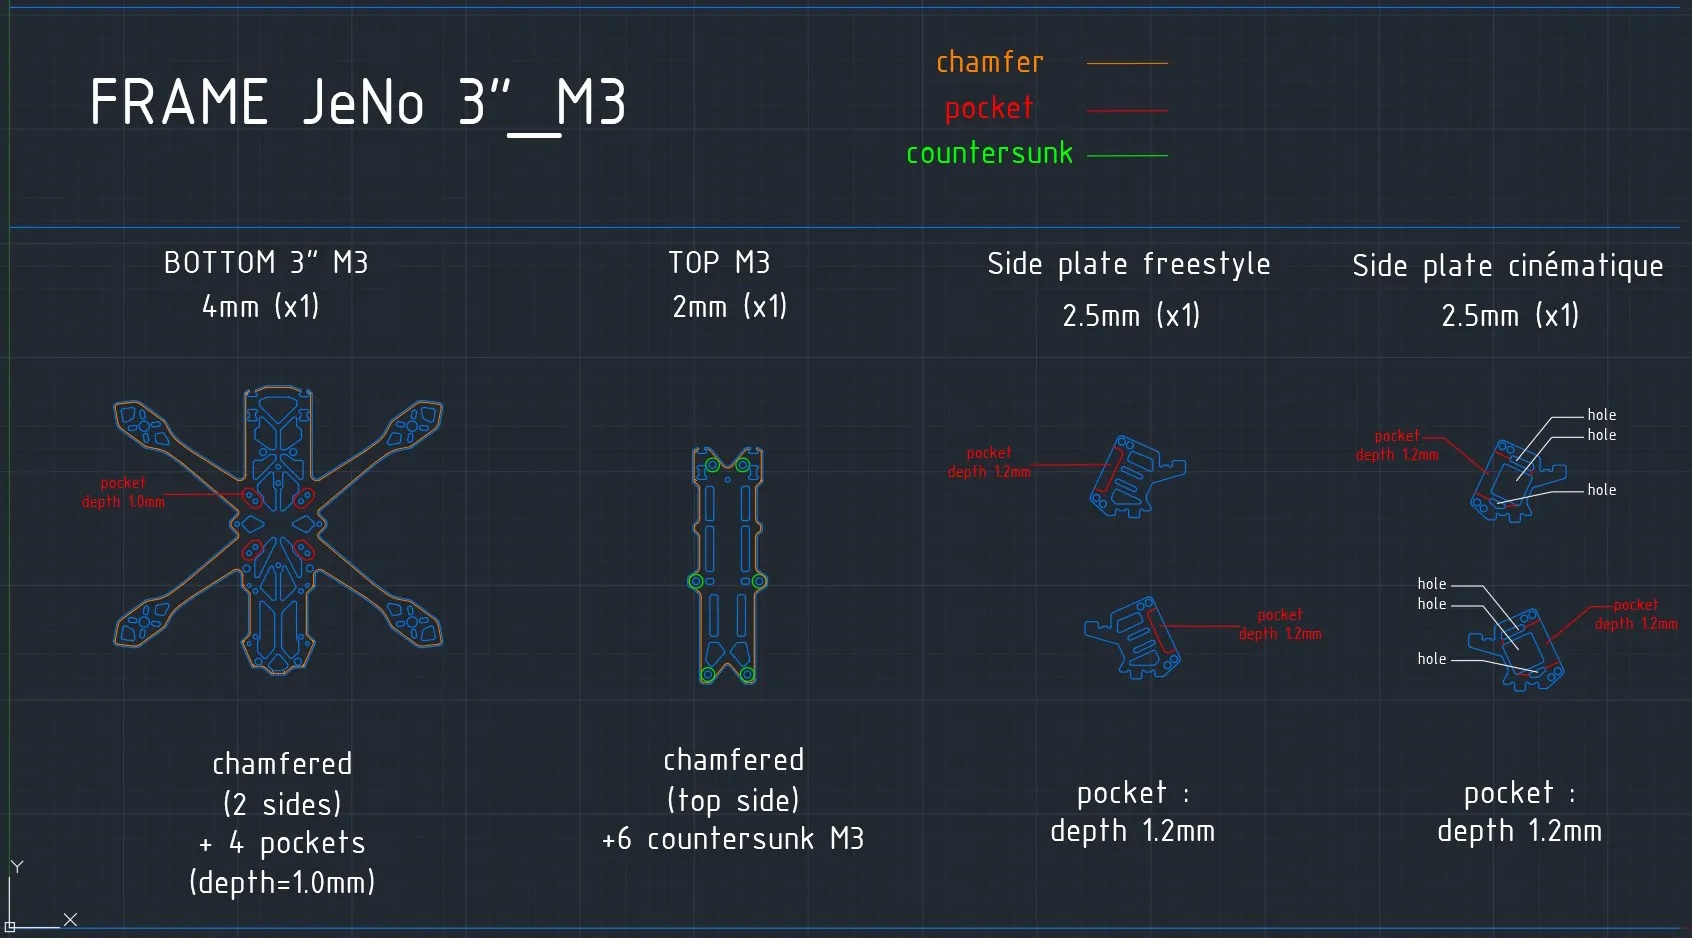 FRAME JeNo 3"_M3
chamfer
pocket
countersunk
BOTTOM 3" M3
4mm (x1)
TOP M3
2mm (x1)
Side plate freestyle
2.5mm (x1)
Side plate cinématique
2.5mm (x1)
pocket
depth 1.0mm
pocket
depth 1.2mm
pocket
depth 1.2mm
hole
hole
hole
pocket
depth 1.2mm
hole
hole
hole
pocket
depth 1.2mm
chamfered
(2 sides)
+ 4 pockets
(depth=1.0mm)
chamfered
(top side)
+6 countersunk M3
pocket :
depth 1.2mm
pocket :
depth 1.2mm
Y
X